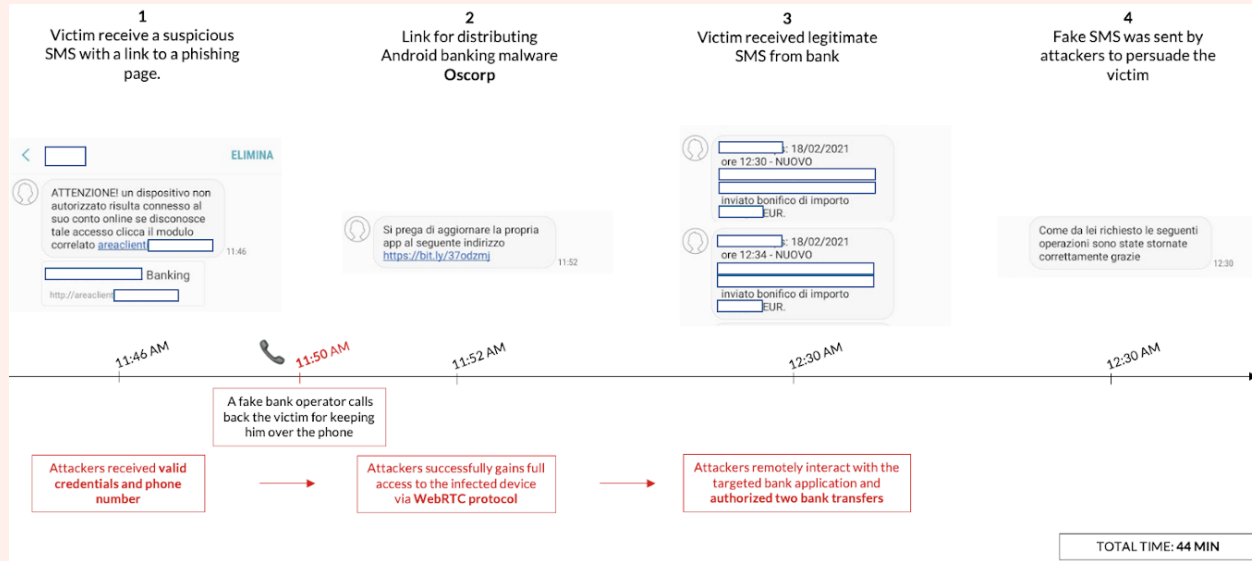 1
Victim receive a suspicious
SMS with a link to a phishing
page.
2
Link for distributing
Android banking malware
Oscorp
3
Victim received legitimate
SMS from bank
4
Fake SMS was sent by
attackers to persuade the
victim
ELIMINA
ATTENZIONE! un dispositivo non
autorizzato risulta connesso al
suo conto online se disconosce
tale accesso clicca il modulo
correlato areaclienti
11:46
Banking
http://areaclient
Si prega di aggiornare la propria
app al seguente indirizzo
https://bit.ly/37odzmj
11:52
: 18/02/2021
ore 12:30 - NUOVO
inviato bonifico di importo
EUR.
: 18/02/2021
ore 12:34 - NUOVO
inviato bonifico di importo
EUR.
Come da lei richiesto le seguenti
operazioni sono state stornate
correttamente grazie
12:30
11:46 AM
11:50 AM
11:52 AM
12:30 AM
12:30 AM
A fake bank operator calls
back the victim for keeping
him over the phone
Attackers received valid
credentials and phone
number
Attackers successfully gains full
access to the infected device
via WebRTC protocol
Attackers remotely interact with the
targeted bank application and
authorized two bank transfers
TOTAL TIME: 44 MIN